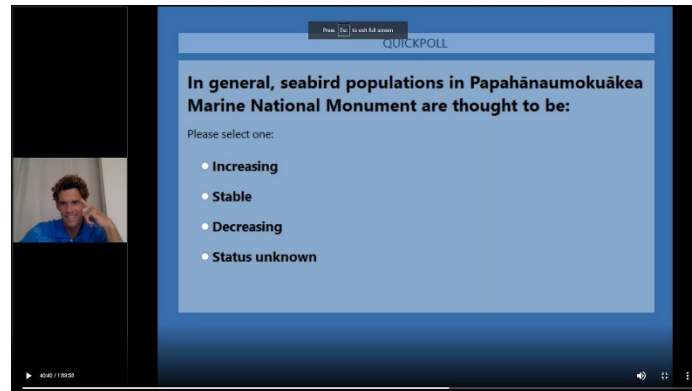 Press Esc to exit full screen
QUICKPOLL
In general, seabird populations in Papahānaumokuākea
Marine National Monument are thought to be:
Please select one:
Increasing
Stable
Decreasing
Status unknown